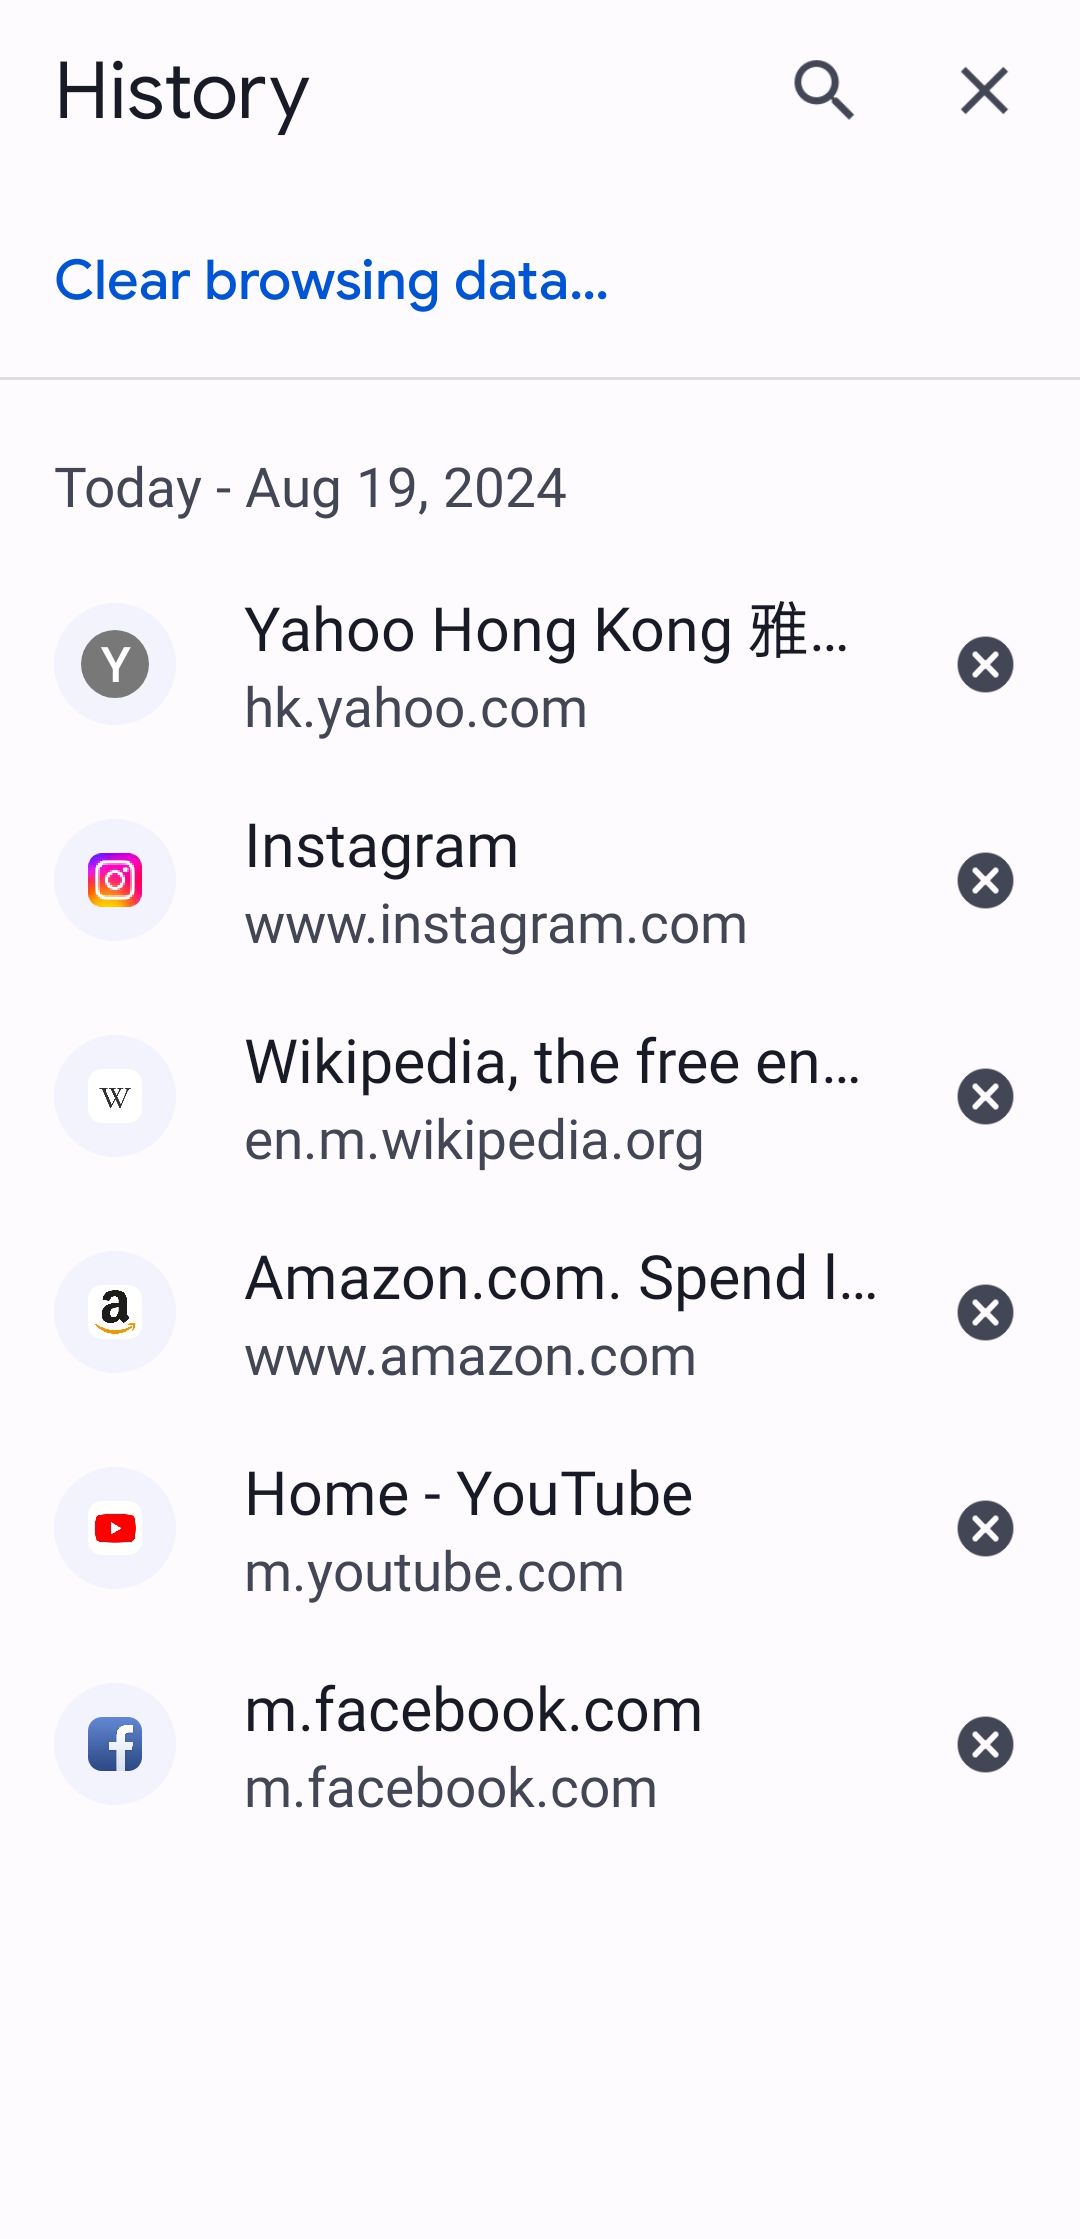 History
Clear browsing data...
Today - Aug 19, 2024
Y
Yahoo Hong Kong 雅...
hk.yahoo.com
Instagram
www.instagram.com
W
Wikipedia, the free en...
en.m.wikipedia.org
a
Amazon.com. Spend l...
www.amazon.com
Home - YouTube
m.youtube.com
f
m.facebook.com
m.facebook.com